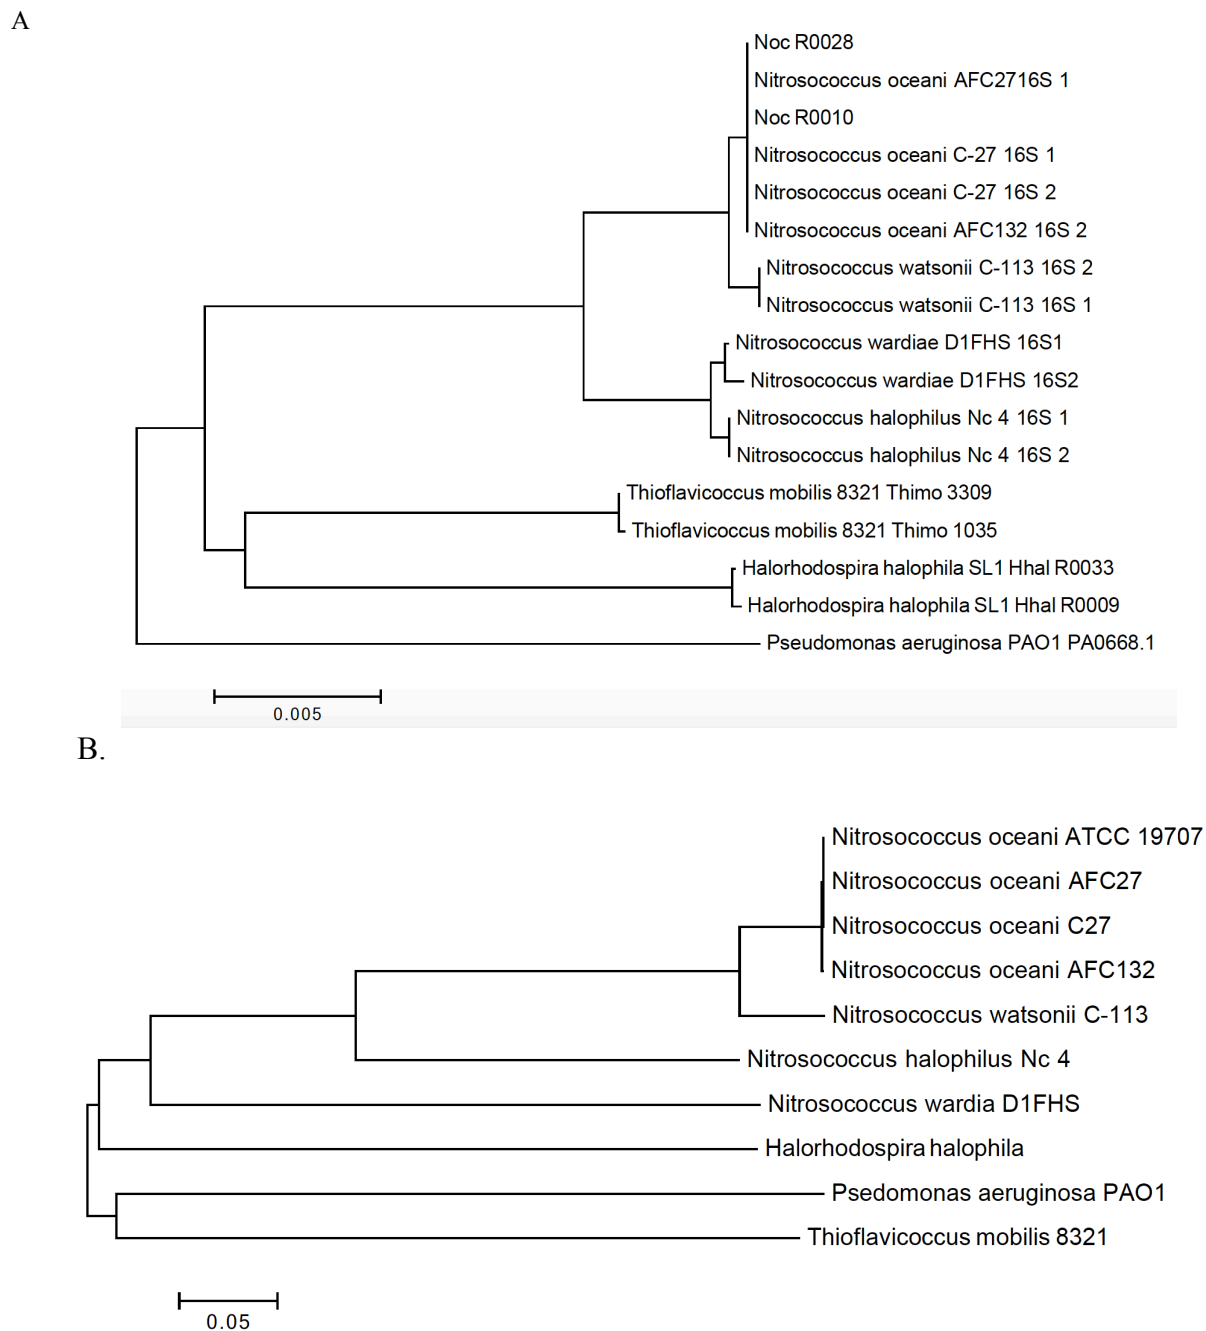 A
Noc R0028
Nitrosococcus oceani AFC2716S 1
Noc R0010
Nitrosococcus oceani C-27 16S 1
Nitrosococcus oceani C-27 16S 2
Nitrosococcus oceani AFC132 16S 2
Nitrosococcus watsonii C-113 16S 2
Nitrosococcus watsonii C-113 16S 1
Nitrosococcus wardiae D1FHS 16S1
Nitrosococcus wardiae D1FHS 16S2
Nitrosococcus halophilus Nc 4 16S 1
Nitrosococcus halophilus Nc 4 16S 2
Thioflavicoccus mobilis 8321 Thimo 3309
Thioflavicoccus mobilis 8321 Thimo 1035
Halorhodospira halophila SL1 Hhal R0033
Halorhodospira halophila SL1 Hhal R0009
Pseudomonas aeruginosa PAO1 PA0668.1
0.005
B.
Nitrosococcus oceani ATCC 19707
Nitrosococcus oceani AFC27
Nitrosococcus oceani C27
Nitrosococcus oceani AFC132
Nitrosococcus watsonii C-113
Nitrosococcus halophilus Nc 4
Nitrosococcus wardia D1FHS
Halorhodospira halophila
Psedomonas aeruginosa PAO1
Thioflavicoccus mobilis 8321
0.05